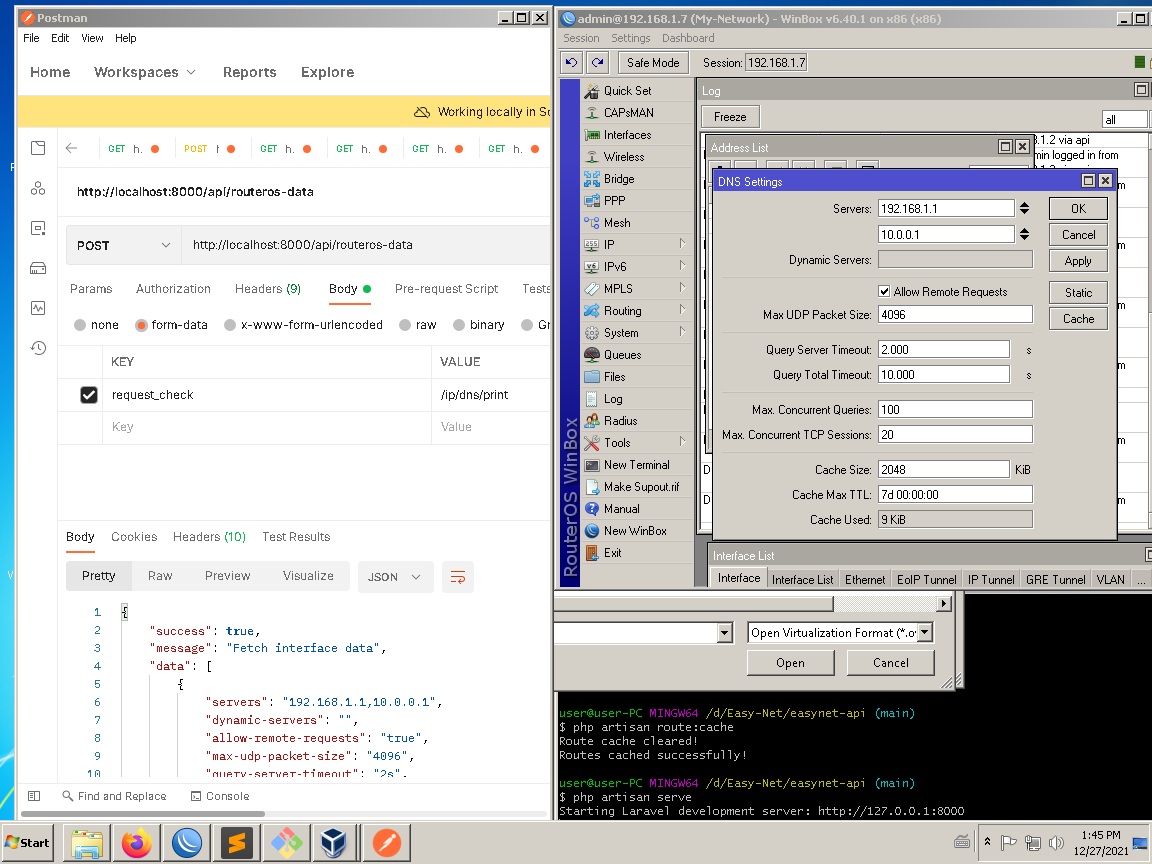 Postman
File Edit View Help
Home Workspaces Reports Explore
Working locally in Sc
GET h. POST h GET h. GET h. GET h. GET h.
http://localhost:8000/api/routeros-data
POST http://localhost:8000/api/routeros-data
Params Authorization Headers (9) Body Pre-request Script Tests
none form-data x-www-form-urlencoded raw binary Gr
KEY VALUE
request_check /ip/dns/print
Key Value
Body Cookies Headers (10) Test Results
Pretty Raw Preview Visualize JSON
1 {
2 "success": true,
3 "message": "Fetch interface data",
4 "data": [
5 {
6 "servers": "192.168.1.1,10.0.0.1",
7 "dynamic-servers": "",
8 "allow-remote-requests": "true",
9 "max-udp-packet-size": "4096",
10 "query-server-timeout": "2s",
Find and Replace Console
admin@192.168.1.7 (My-Network) - WinBox v6.40.1 on x86 (x86)
Session Settings Dashboard
Safe Mode Session: 192.168.1.7
RouterOS WinBox
Quick Set
CAPsMAN
Interfaces
Wireless
Bridge
PPP
Mesh
IP
IPv6
MPLS
Routing
System
Queues
Files
Log
Radius
Tools
New Terminal
Make Supout.rif
Manual
New WinBox
Exit
Log
Freeze
all
3.1.2 via api
min logged in from
Address List
DNS Settings
Servers: 192.168.1.1
10.0.0.1
Dynamic Servers:
Allow Remote Requests
Max UDP Packet Size: 4096
Query Server Timeout: 2.000 s
Query Total Timeout: 10.000 s
Max. Concurrent Queries: 100
Max. Concurrent TCP Sessions: 20
Cache Size: 2048 KiB
Cache Max TTL: 7d 00:00:00
Cache Used: 9 KiB
OK
Cancel
Apply
Static
Cache
Interface List
Interface Interface List Ethernet EoIP Tunnel IP Tunnel GRE Tunnel VLAN ...
Open Virtualization Format (*.o
Open Cancel
user@user-PC MINGW64 /d/Easy-Net/easynet-api (main)
$ php artisan route:cache
Route cache cleared!
Routes cached successfully!
user@user-PC MINGW64 /d/Easy-Net/easynet-api (main)
$ php artisan serve
Starting Laravel development server: http://127.0.0.1:8000
Start
1:45 PM
12/27/2021